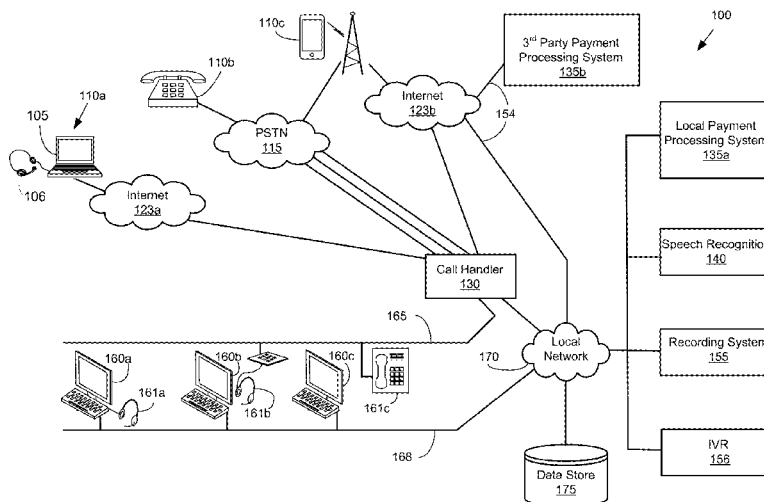 110c
100
3rd Party Payment
Processing System
135b
110b
Internet
123b
154
105
110a
PSTN
115
Local Payment
Processing System
135a
106
Internet
123a
Speech Recognition
140
Call Handler
130
165
160a
160b
160c
170
Local
Network
Recording System
155
161a
161b
161c
168
Data Store
175
IVR
156